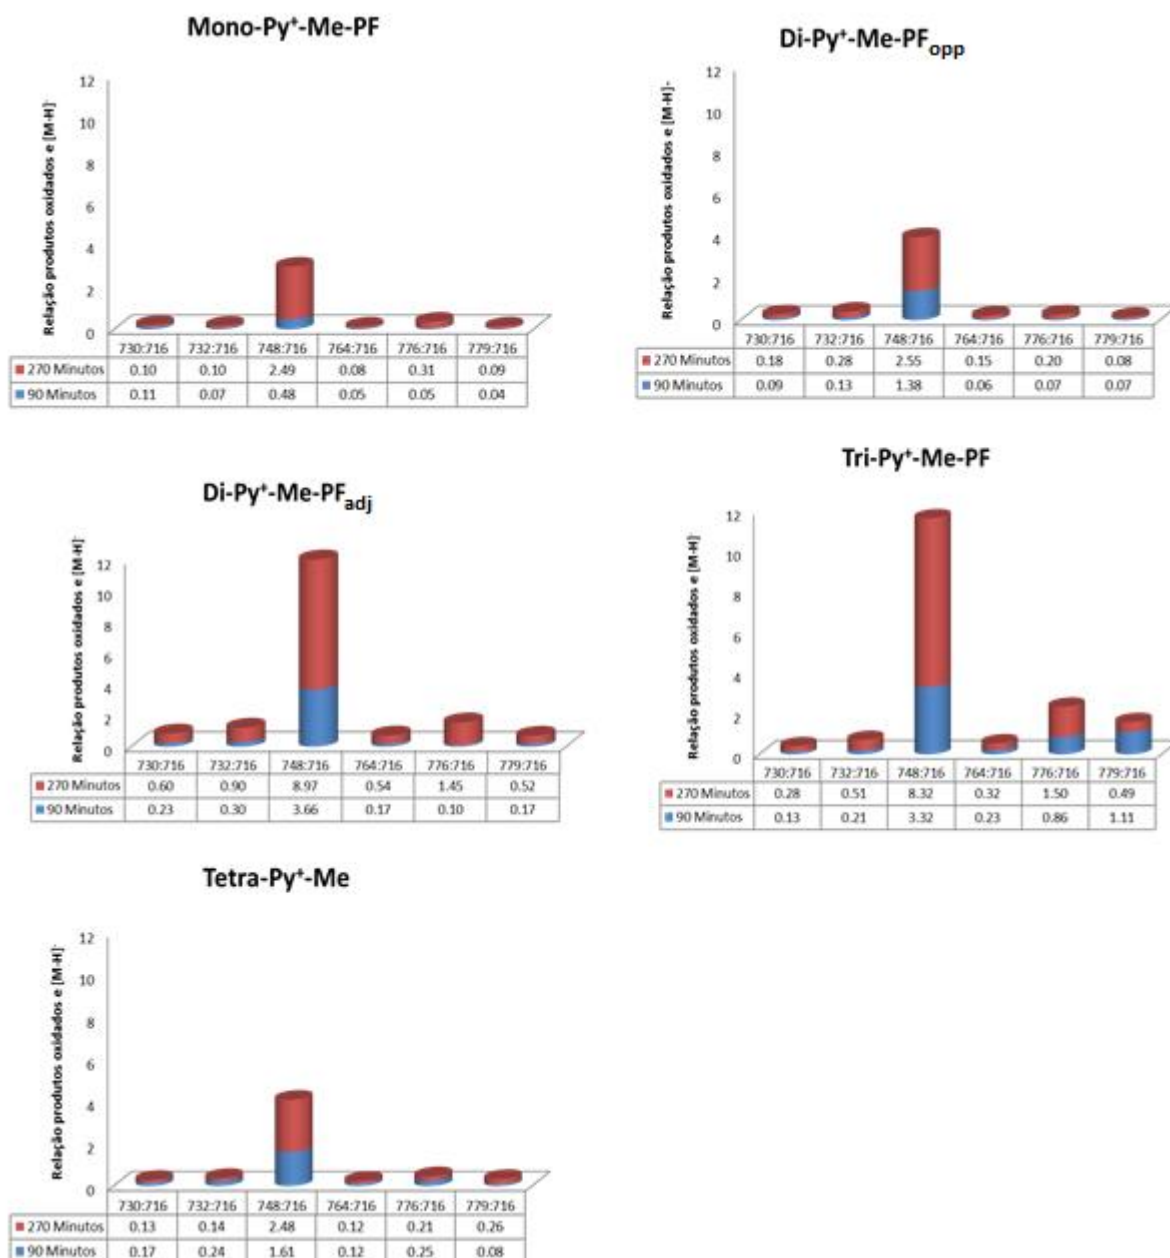 Mono-Py⁺-Me-PF
Relação produtos oxidados e [M-H]⁻
12
10
8
6
4
2
0
730:716 732:716 748:716 764:716 776:716 779:716
270 Minutos 0.10 0.10 2.49 0.08 0.31 0.09
90 Minutos 0.11 0.07 0.48 0.05 0.05 0.04
Di-Py⁺-Me-PFopp
Relação produtos oxidados e [M-H]-
12
10
8
6
4
2
0
730:716 732:716 748:716 764:716 776:716 779:716
270 Minutos 0.18 0.28 2.55 0.15 0.20 0.08
90 Minutos 0.09 0.13 1.38 0.06 0.07 0.07
Di-Py⁺-Me-PFadj
Relação produtos oxidados e [M-H]⁻
12
10
8
6
4
2
0
730:716 732:716 748:716 764:716 776:716 779:716
270 Minutos 0.60 0.90 8.97 0.54 1.45 0.52
90 Minutos 0.23 0.30 3.66 0.17 0.10 0.17
Tri-Py⁺-Me-PF
Relação produtos oxidados e [M-H]⁻
12
10
8
6
4
2
0
730:716 732:716 748:716 764:716 776:716 779:716
270 Minutos 0.28 0.51 8.32 0.32 1.50 0.49
90 Minutos 0.13 0.21 3.32 0.23 0.86 1.11
Tetra-Py⁺-Me
Relação produtos oxidados e [M-H]⁻
12
10
8
6
4
2
0
730:716 732:716 748:716 764:716 776:716 779:716
270 Minutos 0.13 0.14 2.48 0.12 0.21 0.26
90 Minutos 0.17 0.24 1.61 0.12 0.25 0.08